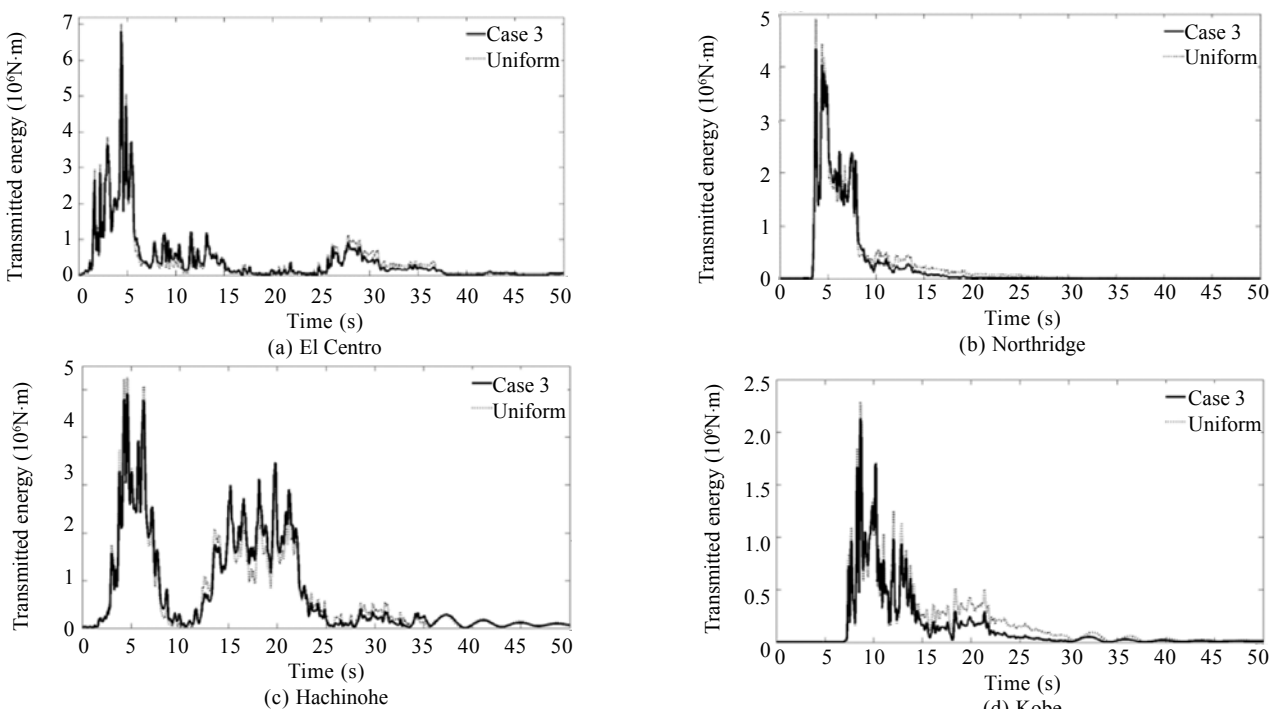 Transmitted energy (10⁶N·m)
7
6
5
4
3
2
1
0
Case 3
Uniform
0 5 10 15 20 25 30 35 40 45 50
Time (s)
(a) El Centro
Transmitted energy (10⁶N·m)
5
4
3
2
1
0
Case 3
Uniform
0 5 10 15 20 25 30 35 40 45 50
Time (s)
(b) Northridge
Transmitted energy (10⁶N·m)
5
4
3
2
1
0
Case 3
Uniform
0 5 10 15 20 25 30 35 40 45 50
Time (s)
(c) Hachinohe
Transmitted energy (10⁶N·m)
2.5
2.0
1.5
1.0
0.5
0
Case 3
Uniform
0 5 10 15 20 25 30 35 40 45 50
Time (s)
(d) Kobe